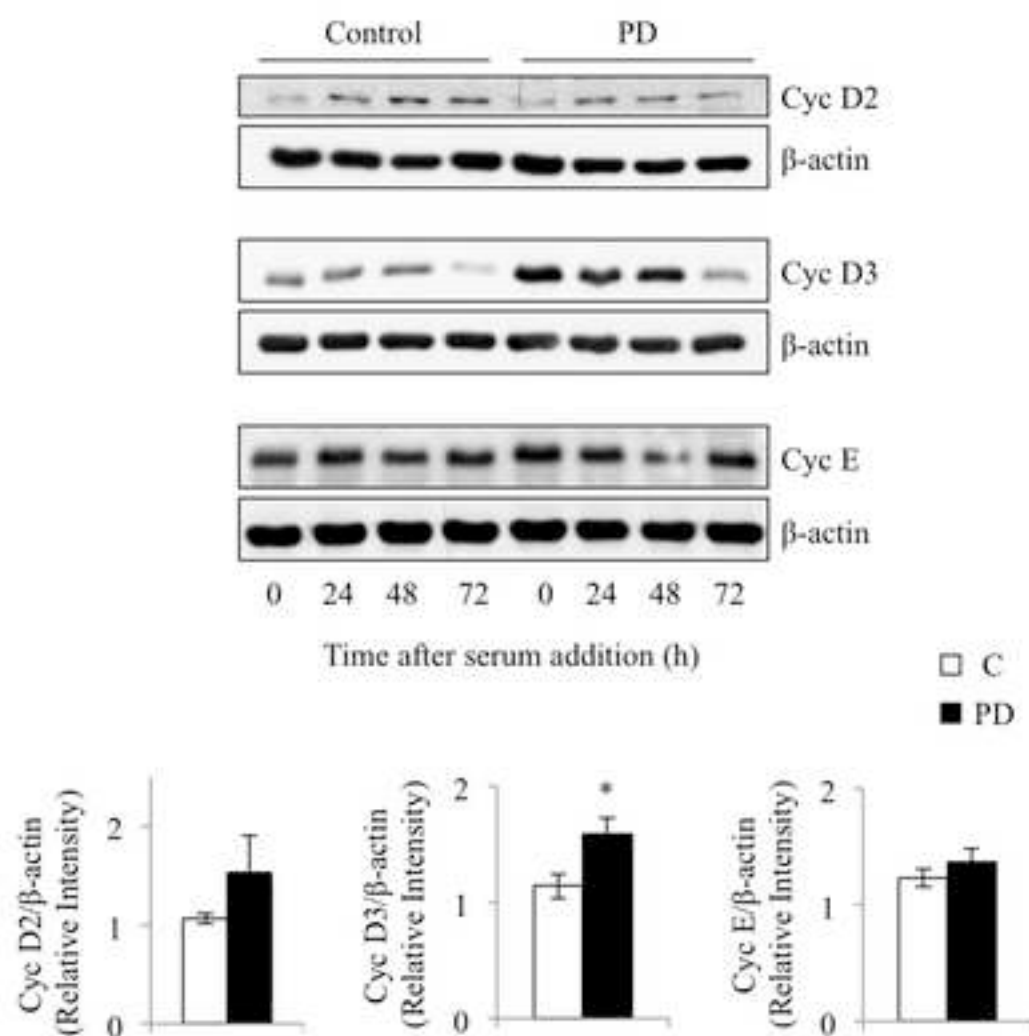 Control PD
Cyc D2
β-actin
Cyc D3
β-actin
Cyc E
β-actin
0 24 48 72 0 24 48 72
Time after serum addition (h)
C
PD
Cyc D2/β-actin
(Relative Intensity)
2
1
0
Cyc D3/β-actin
(Relative Intensity)
2
1
0
*
Cyc E/β-actin
(Relative Intensity)
2
1
0